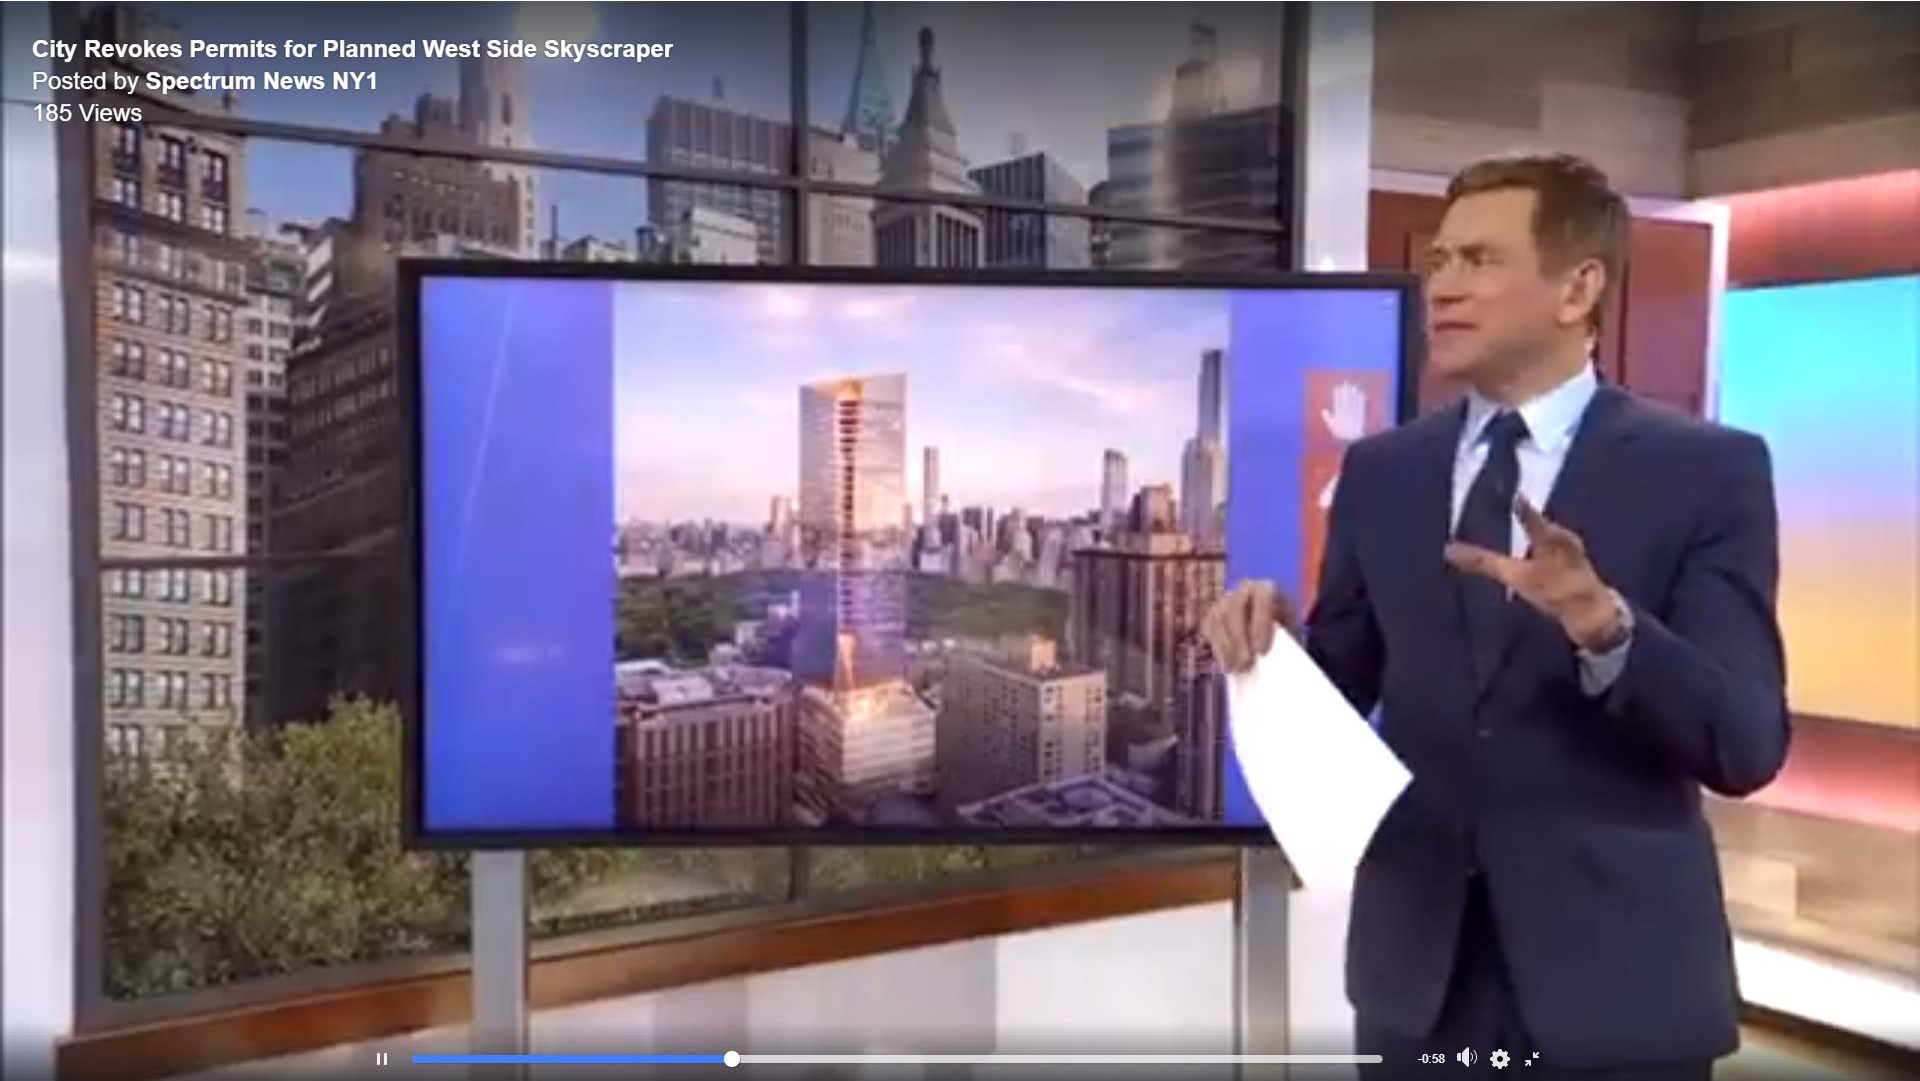 City Revokes Permits for Planned West Side Skyscraper
Posted by Spectrum News NY1
185 Views
-0:58